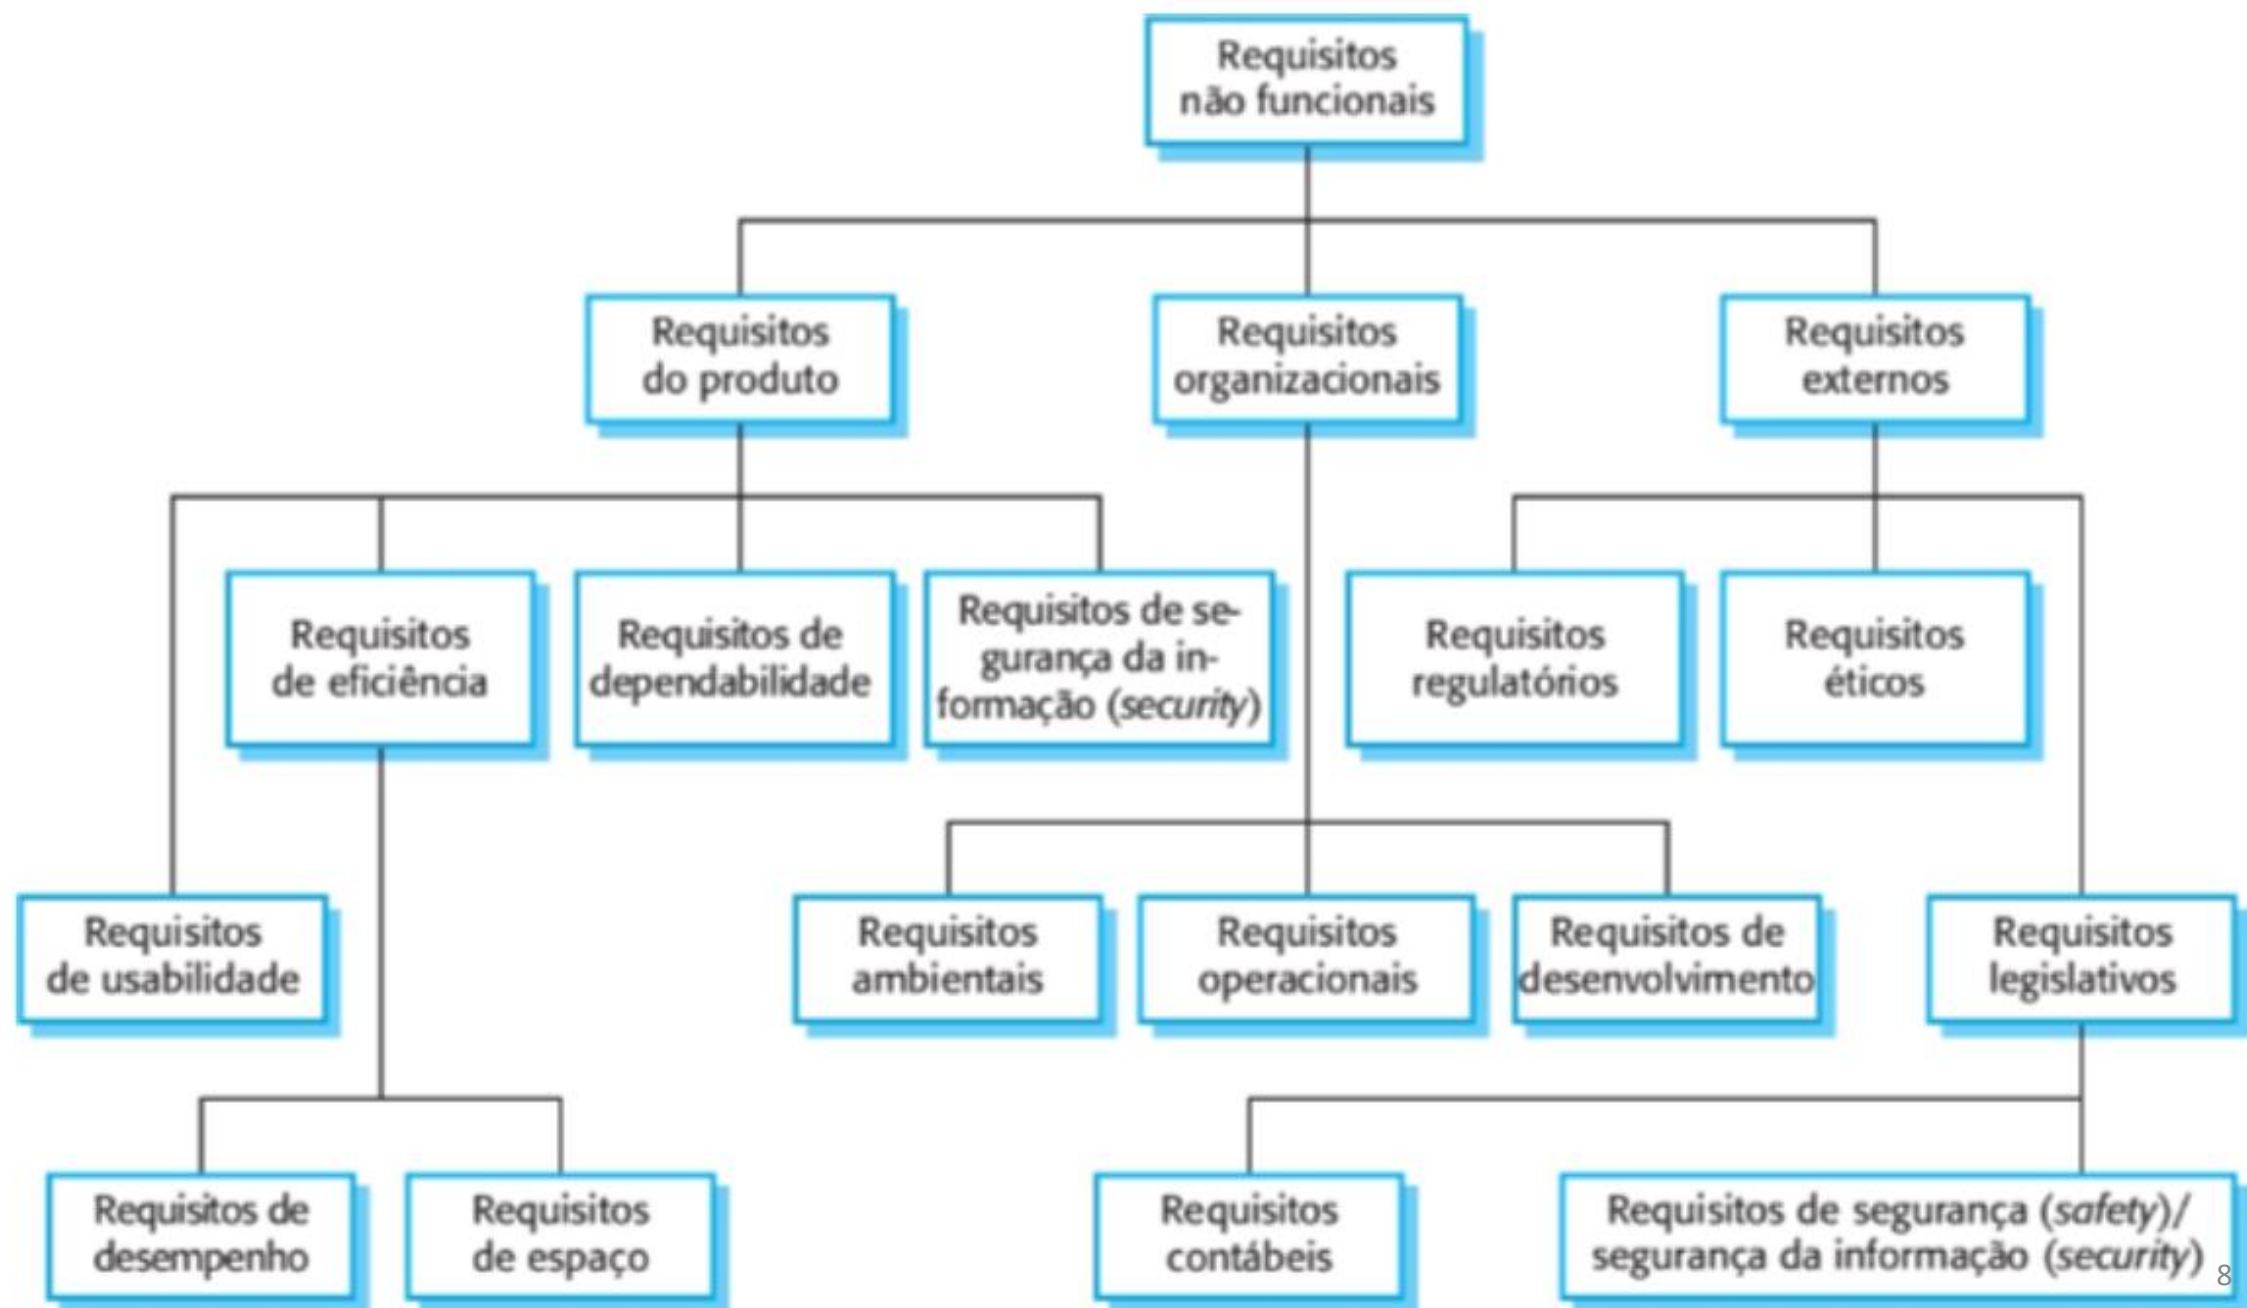 Requisitos
não funcionais
Requisitos
do produto
Requisitos
organizacionais
Requisitos
externos
Requisitos
de eficiência
Requisitos de
dependabilidade
Requisitos de se-
gurança da in-
formação (security)
Requisitos
regulatórios
Requisitos
éticos
Requisitos
de usabilidade
Requisitos
ambientais
Requisitos
operacionais
Requisitos de
desenvolvimento
Requisitos
legislativos
Requisitos de
desempenho
Requisitos
de espaço
Requisitos
contábeis
Requisitos de segurança (safety)/
segurança da informação (security)
8